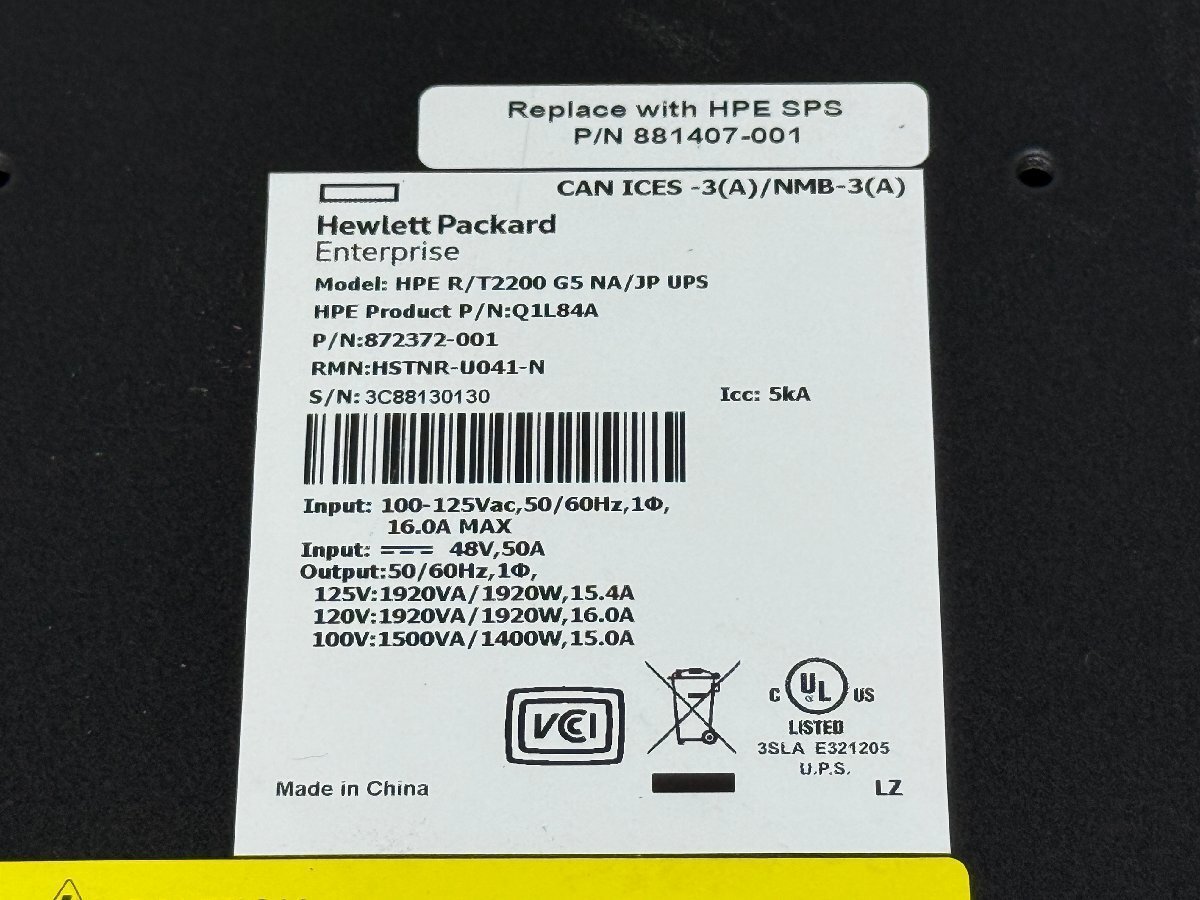 Replace with HPE SPS
P/N 881407-001
CAN ICES -3(A)/NMB-3(A)
Hewlett Packard
Enterprise
Model: HPE R/T2200 G5 NA/JP UPS
HPE Product P/N:Q1L84A
P/N:872372-001
RMN:HSTNR-U041-N
S/N: 3C88130130
Icc: 5kA
Input: 100-125Vac,50/60Hz,1Φ,
16.0A MAX
Input: ⎓ 48V,50A
Output:50/60Hz,1Φ,
125V:1920VA/1920W,15.4A
120V:1920VA/1920W,16.0A
100V:1500VA/1400W,15.0A
VCCI
C UL US
LISTED
3SLA E321205
U.P.S.
Made in China
LZ